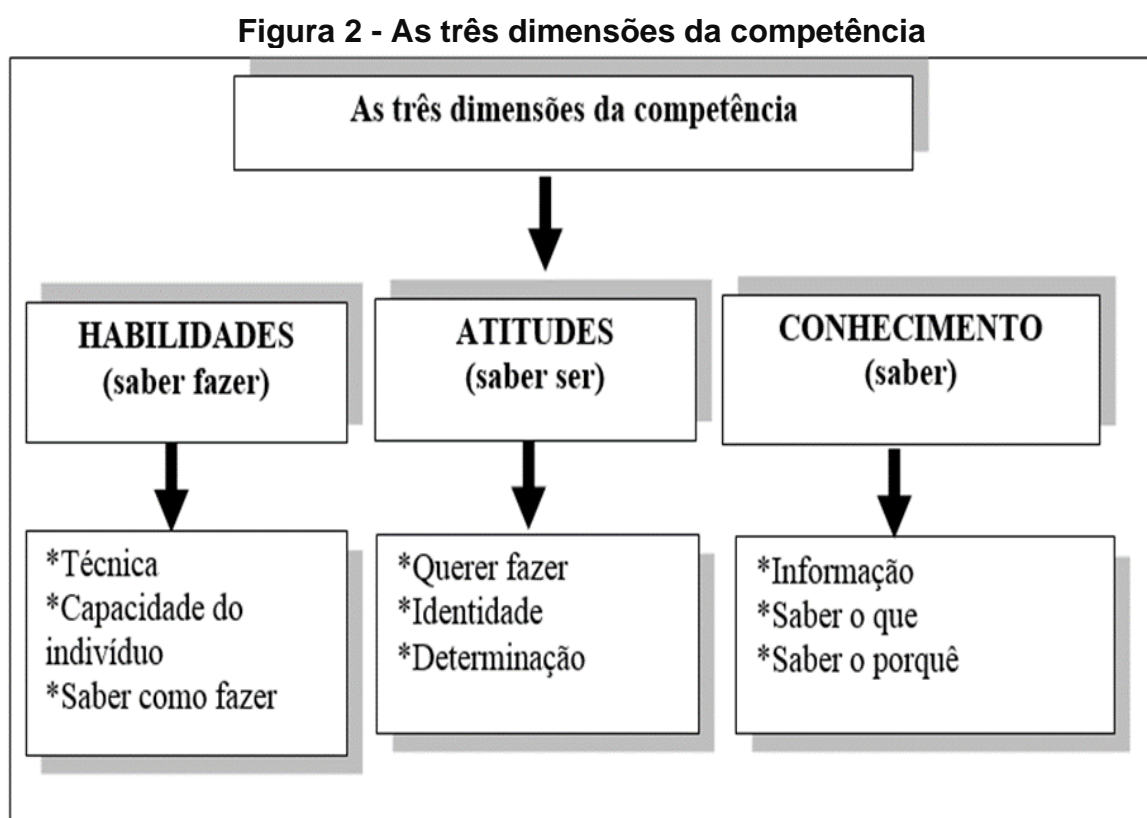 Figura 2 - As três dimensões da competência
As três dimensões da competência
HABILIDADES
(saber fazer)
ATITUDES
(saber ser)
CONHECIMENTO
(saber)
*Técnica
*Capacidade do
indivíduo
*Saber como fazer
*Querer fazer
*Identidade
*Determinação
*Informação
*Saber o que
*Saber o porquê